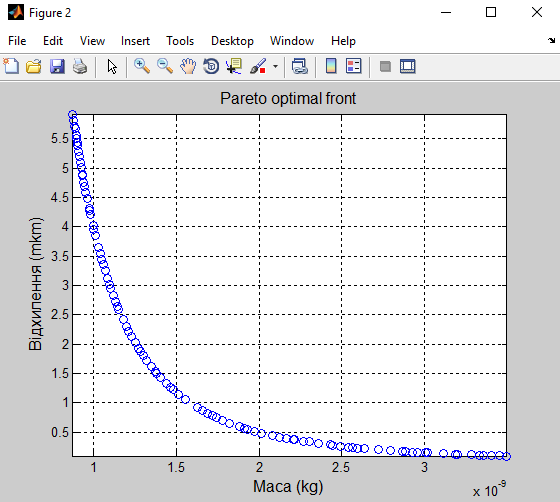 Figure 2
File Edit View Insert Tools Desktop Window Help
Pareto optimal front
5.5
5
4.5
4
3.5
3
2.5
2
1.5
1
0.5
Відхилення (mkm)
1 1.5 2 2.5 3
x 10⁻⁹
Маса (kg)